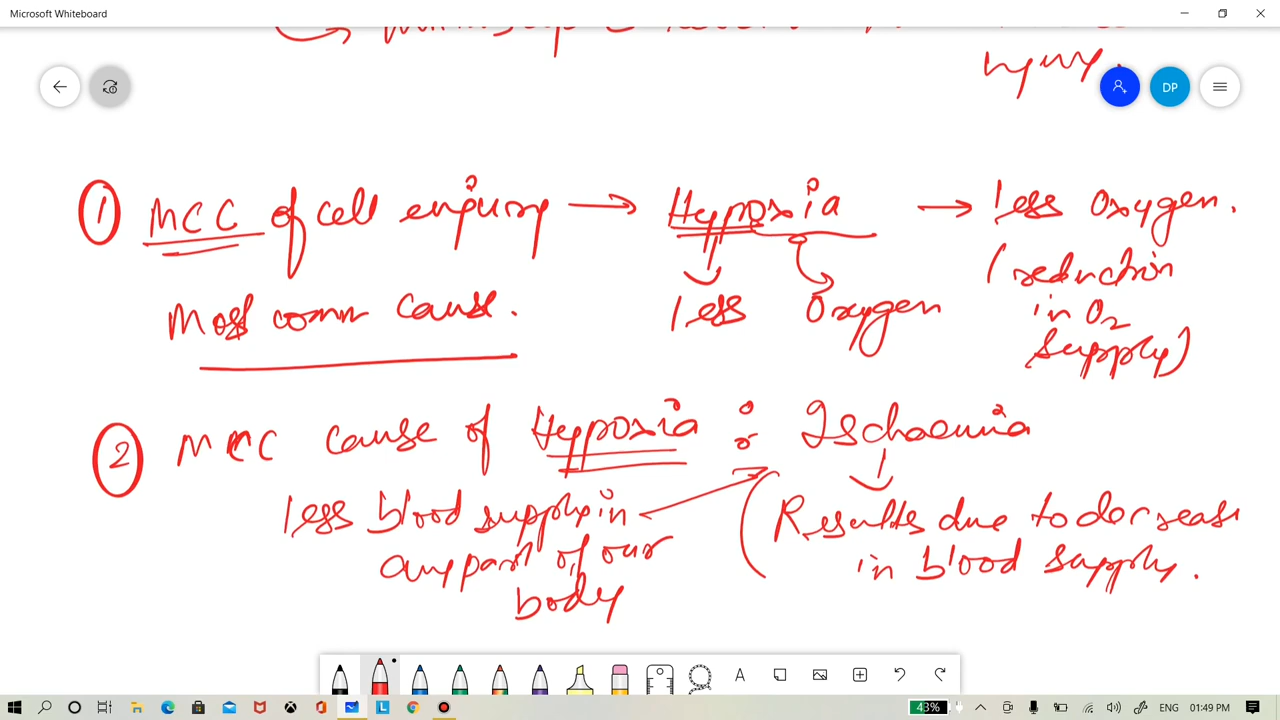 Microsoft Whiteboard
injury.
DP
① MCC of cell enjury → Hypoxia → less oxygen.
(reduction
in O2
supply)
less oxygen
Most comm cause.
② MCC cause of Hypoxia : Ischaemia
less blood supply in
any part of our
body
(Results due to decrease
in blood supply.
A
43% ENG 01:49 PM